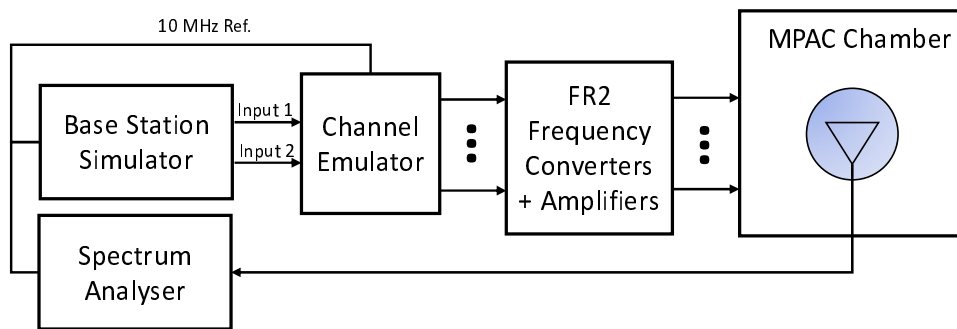 10 MHz Ref.
MPAC Chamber
Base Station
Simulator
Input 1
Input 2
Channel
Emulator
FR2
Frequency
Converters
+ Amplifiers
Spectrum
Analyser